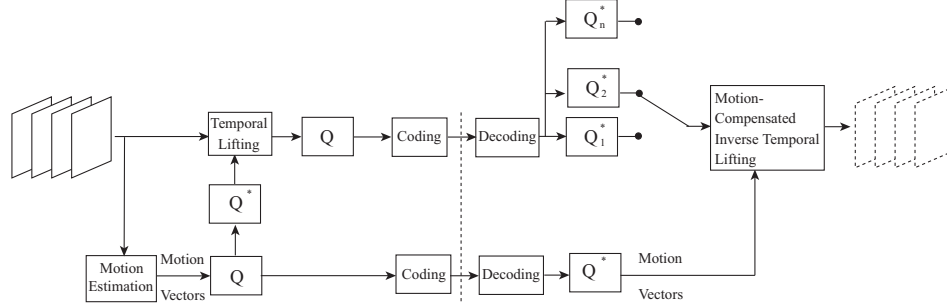 Q*n
Q*2
Q*1
Temporal
Lifting
Q
Coding
Decoding
Motion-
Compensated
Inverse Temporal
Lifting
Q*
Motion
Estimation
Motion
Vectors
Q
Coding
Decoding
Q*
Motion
Vectors